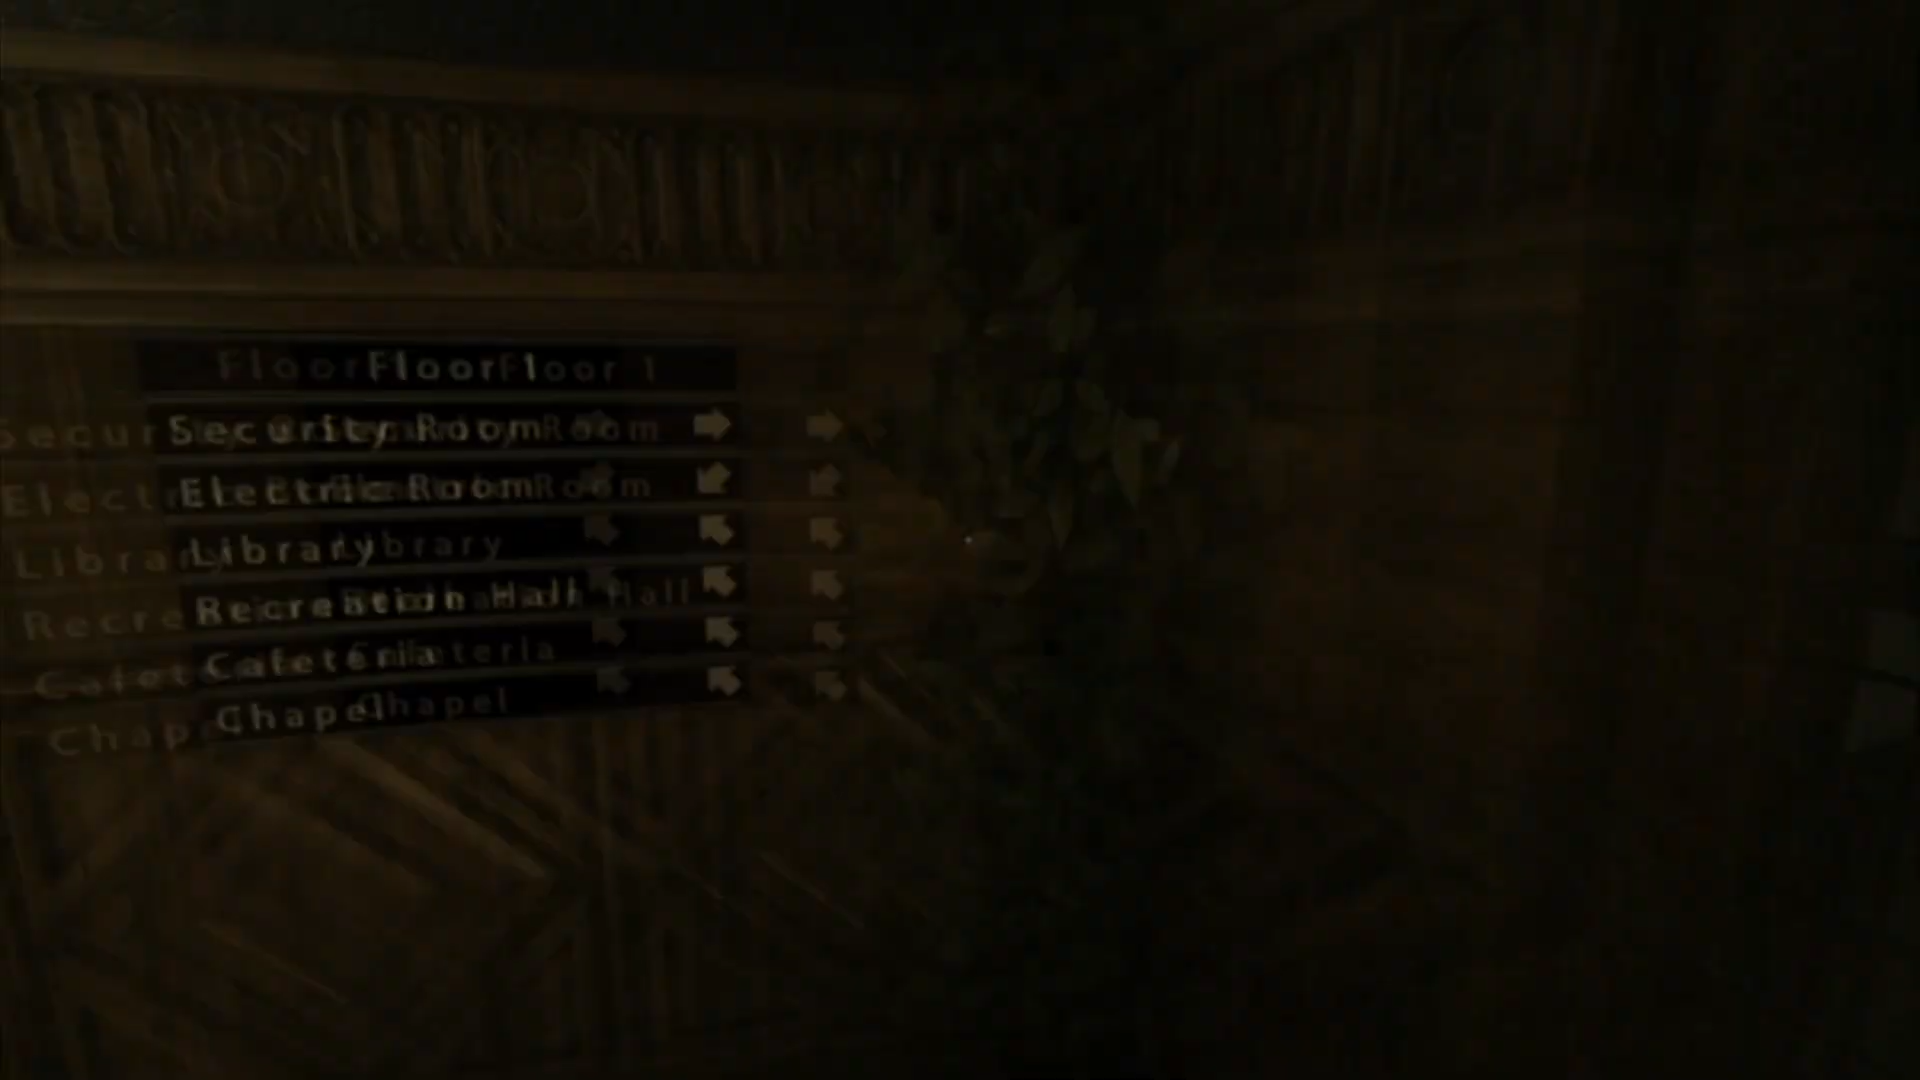 Floor 1
Security Room
Electric Room
Library
Recreation Hall
Cafeteria
Chapel